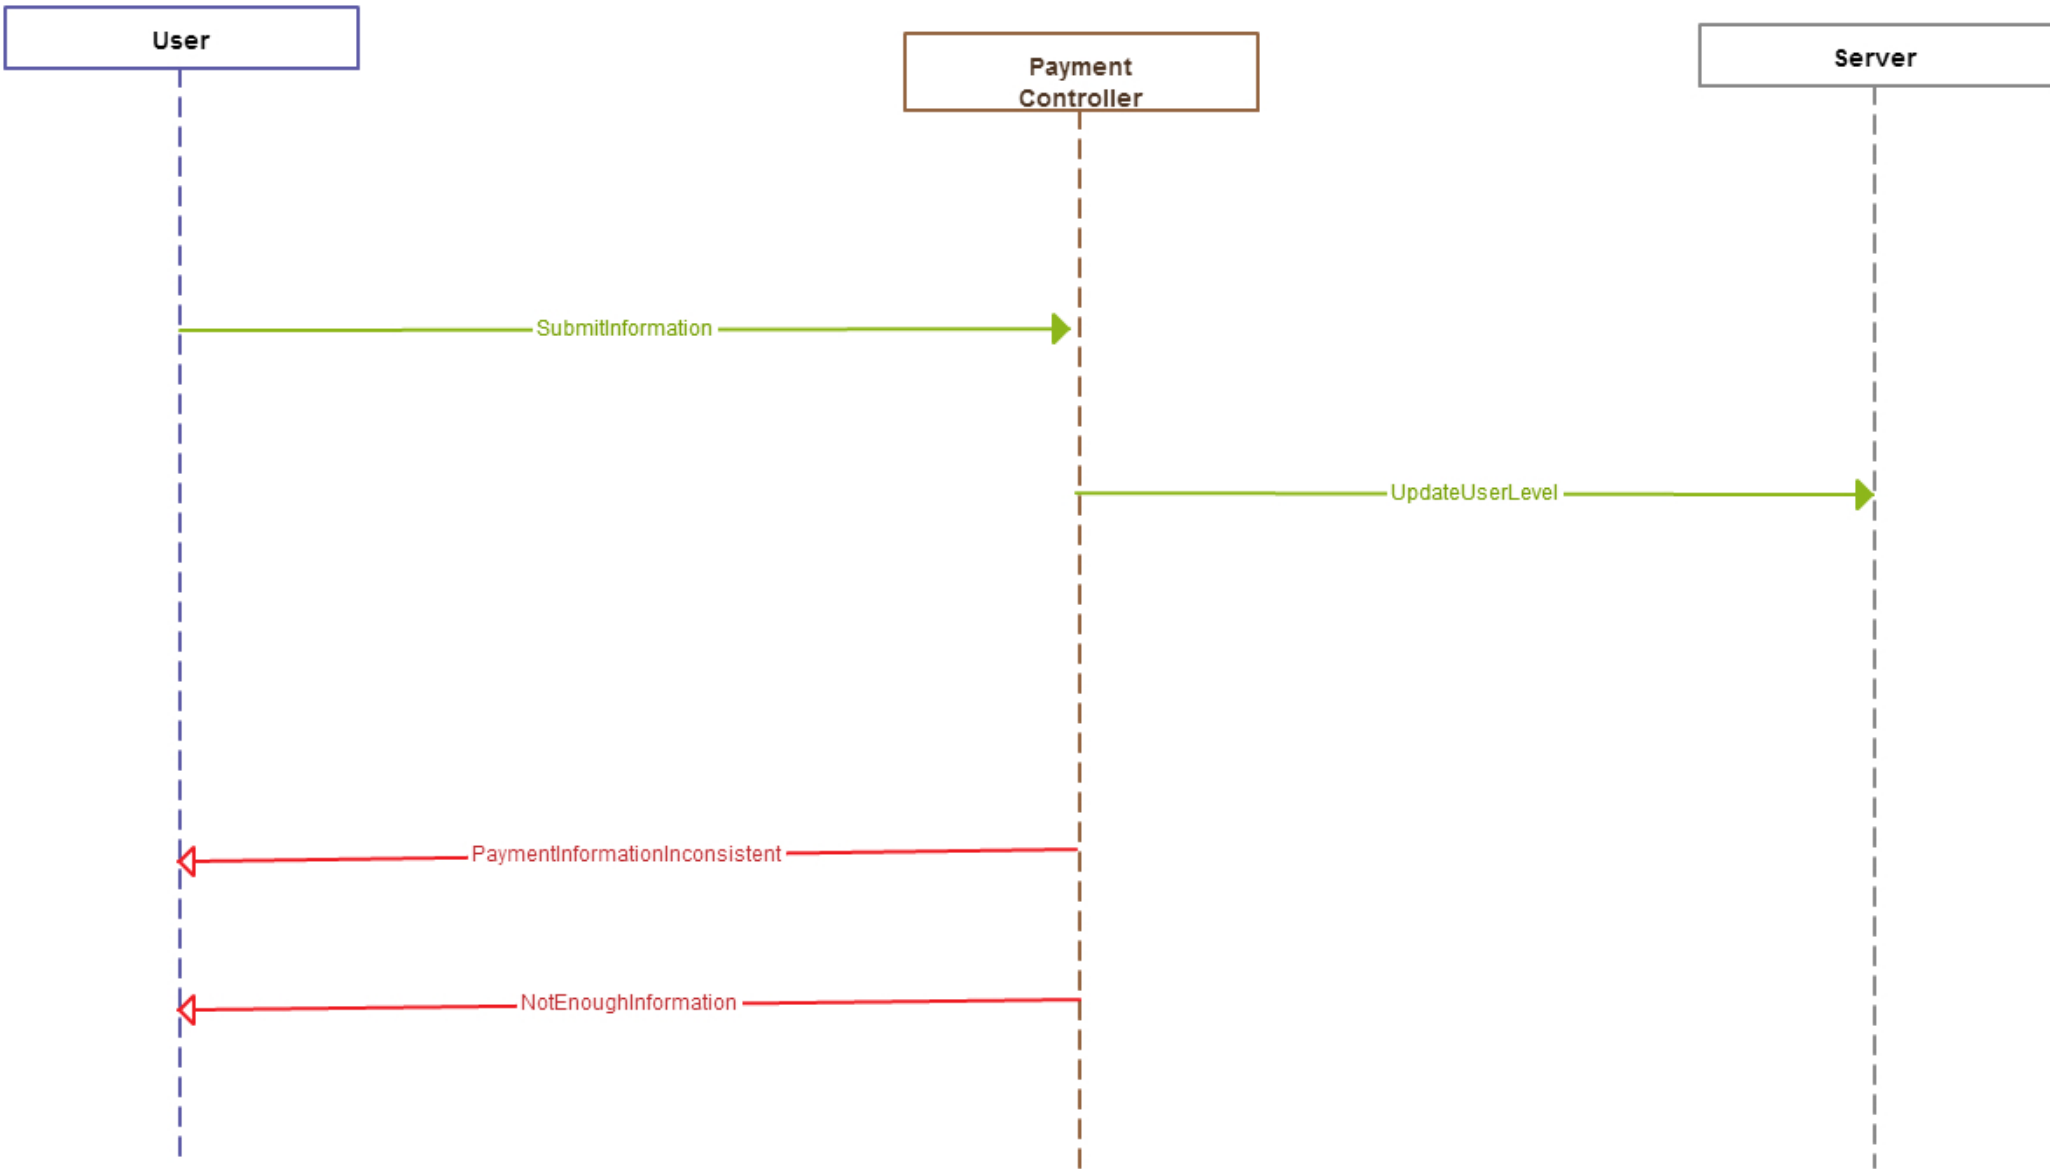 User
Payment
Controller
Server
SubmitInformation
UpdateUserLevel
PaymentInformationInconsistent
NotEnoughInformation